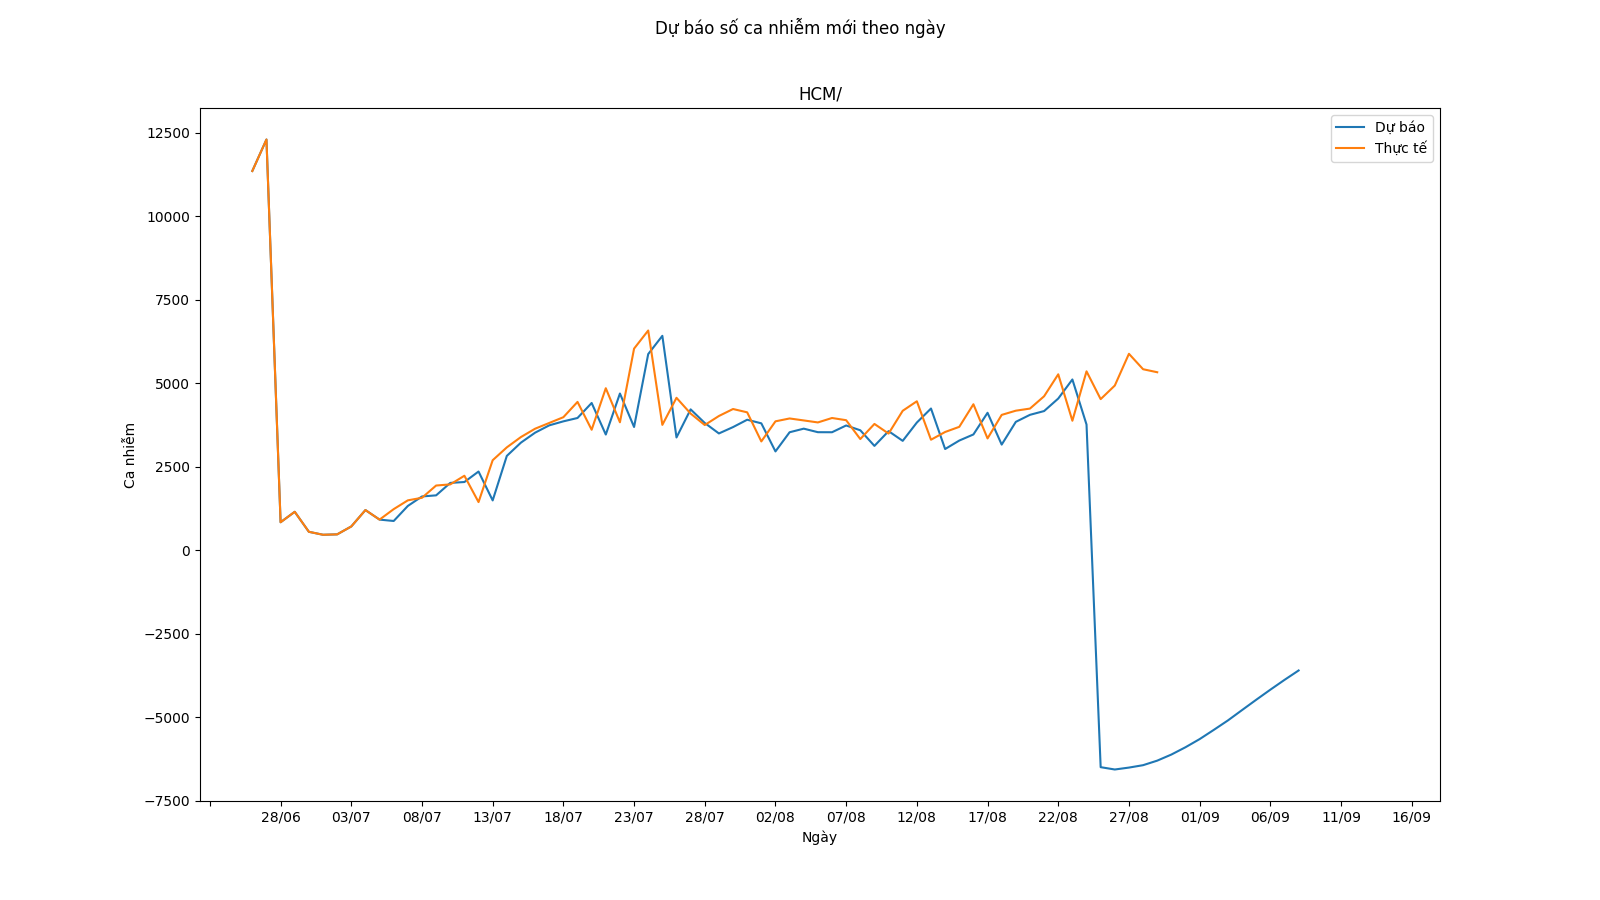 Dự báo số ca nhiễm mới theo ngày
HCM/
Dự báo
Thực tế
12500
10000
7500
5000
2500
0
−2500
−5000
−7500
Ca nhiễm
28/06 03/07 08/07 13/07 18/07 23/07 28/07 02/08 07/08 12/08 17/08 22/08 27/08 01/09 06/09 11/09 16/09
Ngày